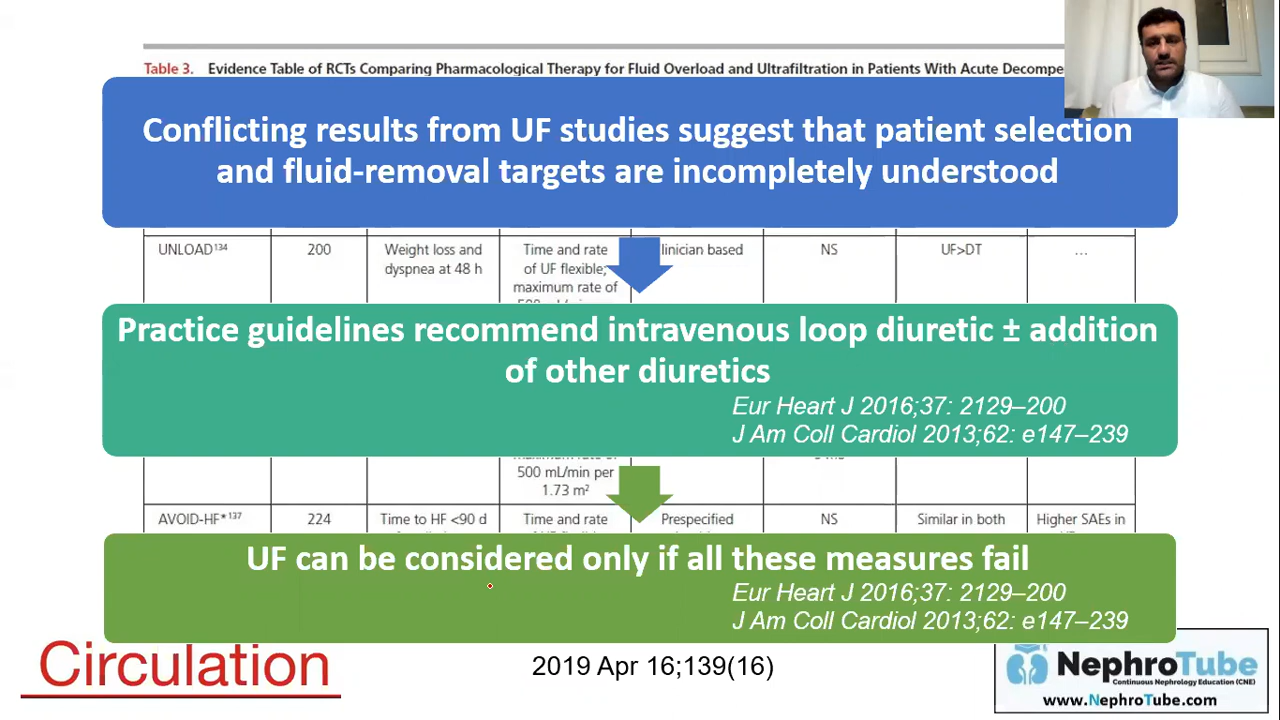 Table 3. Evidence Table of RCTs Comparing Pharmacological Therapy for Fluid Overload and Ultrafiltration in Patients With Acute
Conflicting results from UF studies suggest that patient selection
and fluid-removal targets are incompletely understood
UNLOAD¹³⁴ 200 Weight loss and Time and rate based NS UF>DT ...
dyspnea at 48 h of UF flexible;
maximum rate of
Practice guidelines recommend intravenous loop diuretic ± addition
of other diuretics
Eur Heart J 2016;37: 2129–200
J Am Coll Cardiol 2013;62: e147–239
500 mL/min per
1.73 m²
AVOID-HF*¹³⁷ 224 Time to HF <90 d Time and rate Prespecified NS Similar in both Higher SAEs in
UF can be considered only if all these measures fail
Eur Heart J 2016;37: 2129–200
J Am Coll Cardiol 2013;62: e147–239
Circulation
2019 Apr 16;139(16)
NephroTube
Continuous Nephrology Education (CNE)
www.NephroTube.com